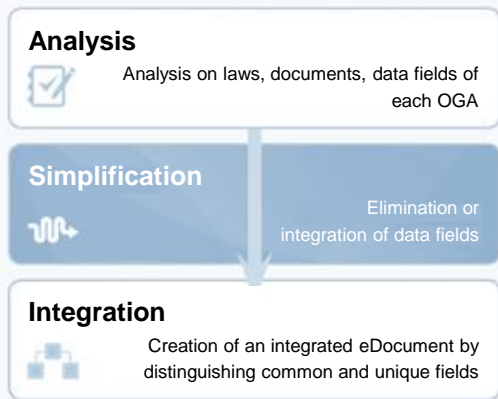 Analysis
Analysis on laws, documents, data fields of
each OGA
Simplification
Elimination or
integration of data fields
Integration
Creation of an integrated eDocument by
distinguishing common and unique fields